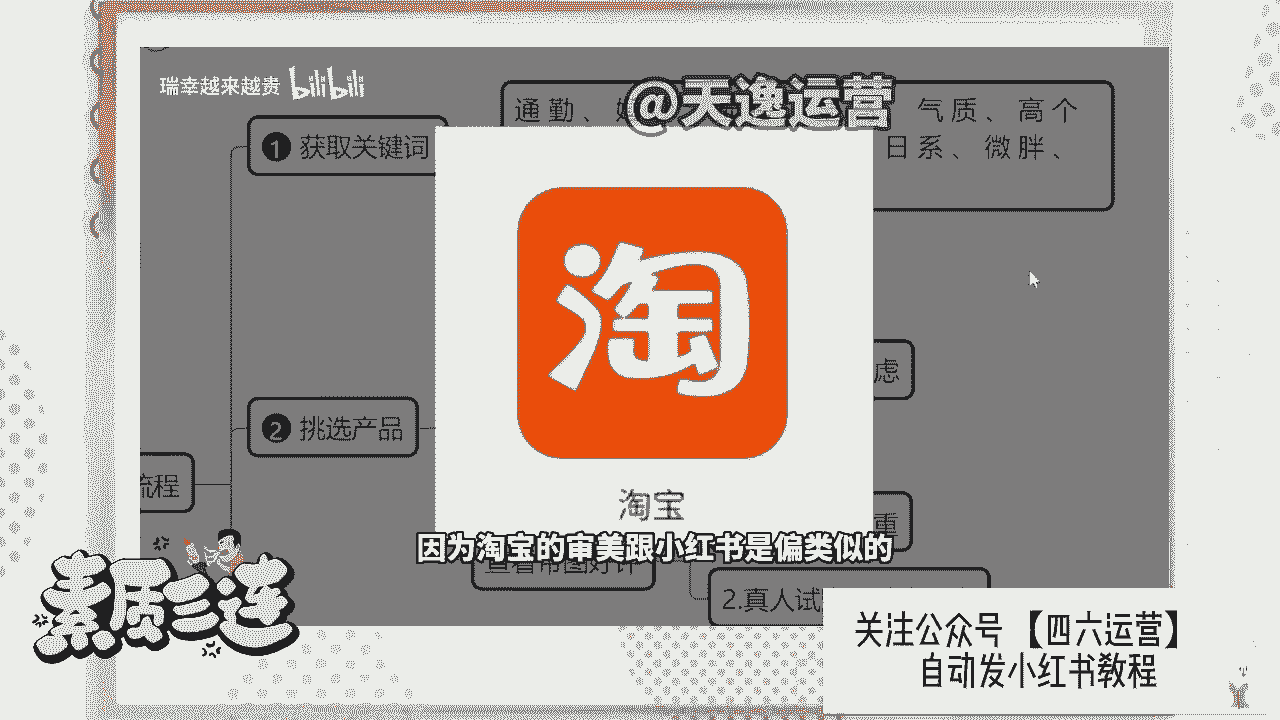 瑞幸越来越贵 bilibili
@天逸运营
通勤、
气质、高个
1 获取关键词
日系、微胖、
淘
虑
2 挑选产品
流程
淘宝
重
因为淘宝的审美跟小红书是偏类似的
2.真人试
素质三连
关注公众号【四六运营】
自动发小红书教程